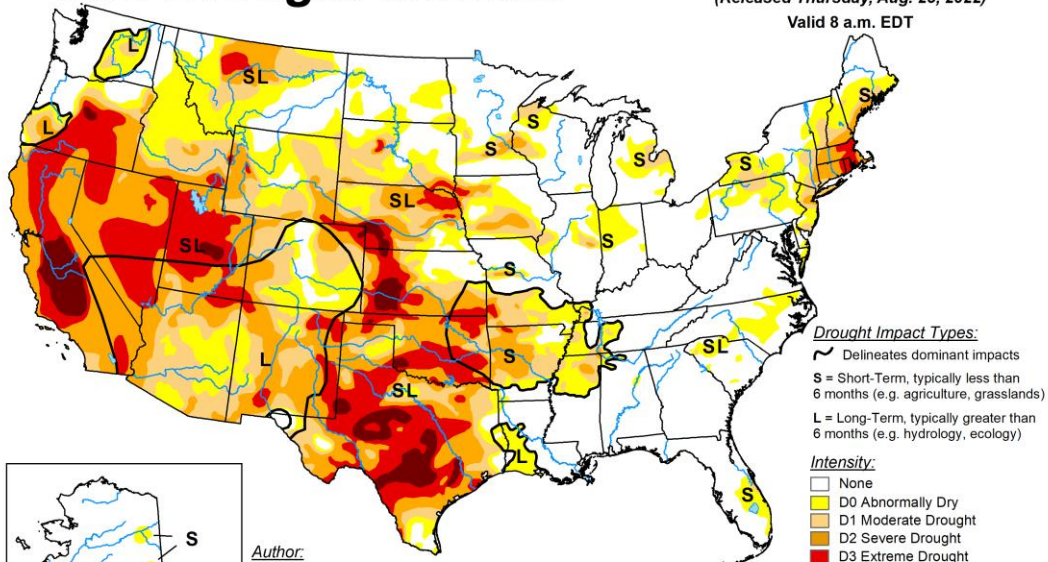 (Released Thursday, Aug. 25, 2022)
Valid 8 a.m. EDT
L
SL
S
S
L
S
S
S
SL
S
SL
S
L
S
SL
SL
L
S
Drought Impact Types:
Delineates dominant impacts
S = Short-Term, typically less than
6 months (e.g. agriculture, grasslands)
L = Long-Term, typically greater than
6 months (e.g. hydrology, ecology)
Intensity:
None
D0 Abnormally Dry
D1 Moderate Drought
D2 Severe Drought
D3 Extreme Drought
S
Author: